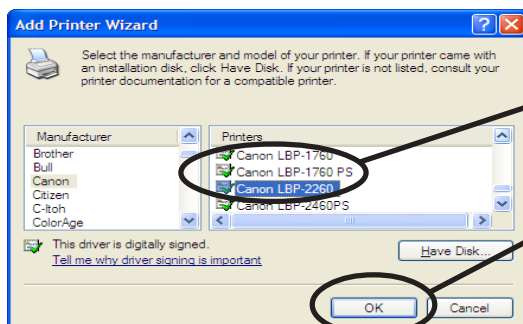 Add Printer Wizard
Select the manufacturer and model of your printer. If your printer came with
an installation disk, click Have Disk. If your printer is not listed, consult your
printer documentation for a compatible printer.
Manufacturer
Brother
Bull
Canon
Citizen
C-Itoh
ColorAge
Printers
Canon LBP-1760
Canon LBP-1760 PS
Canon LBP-2260
Canon LBP-2460PS
This driver is digitally signed.
Tell me why driver signing is important
Have Disk...
OK
Cancel